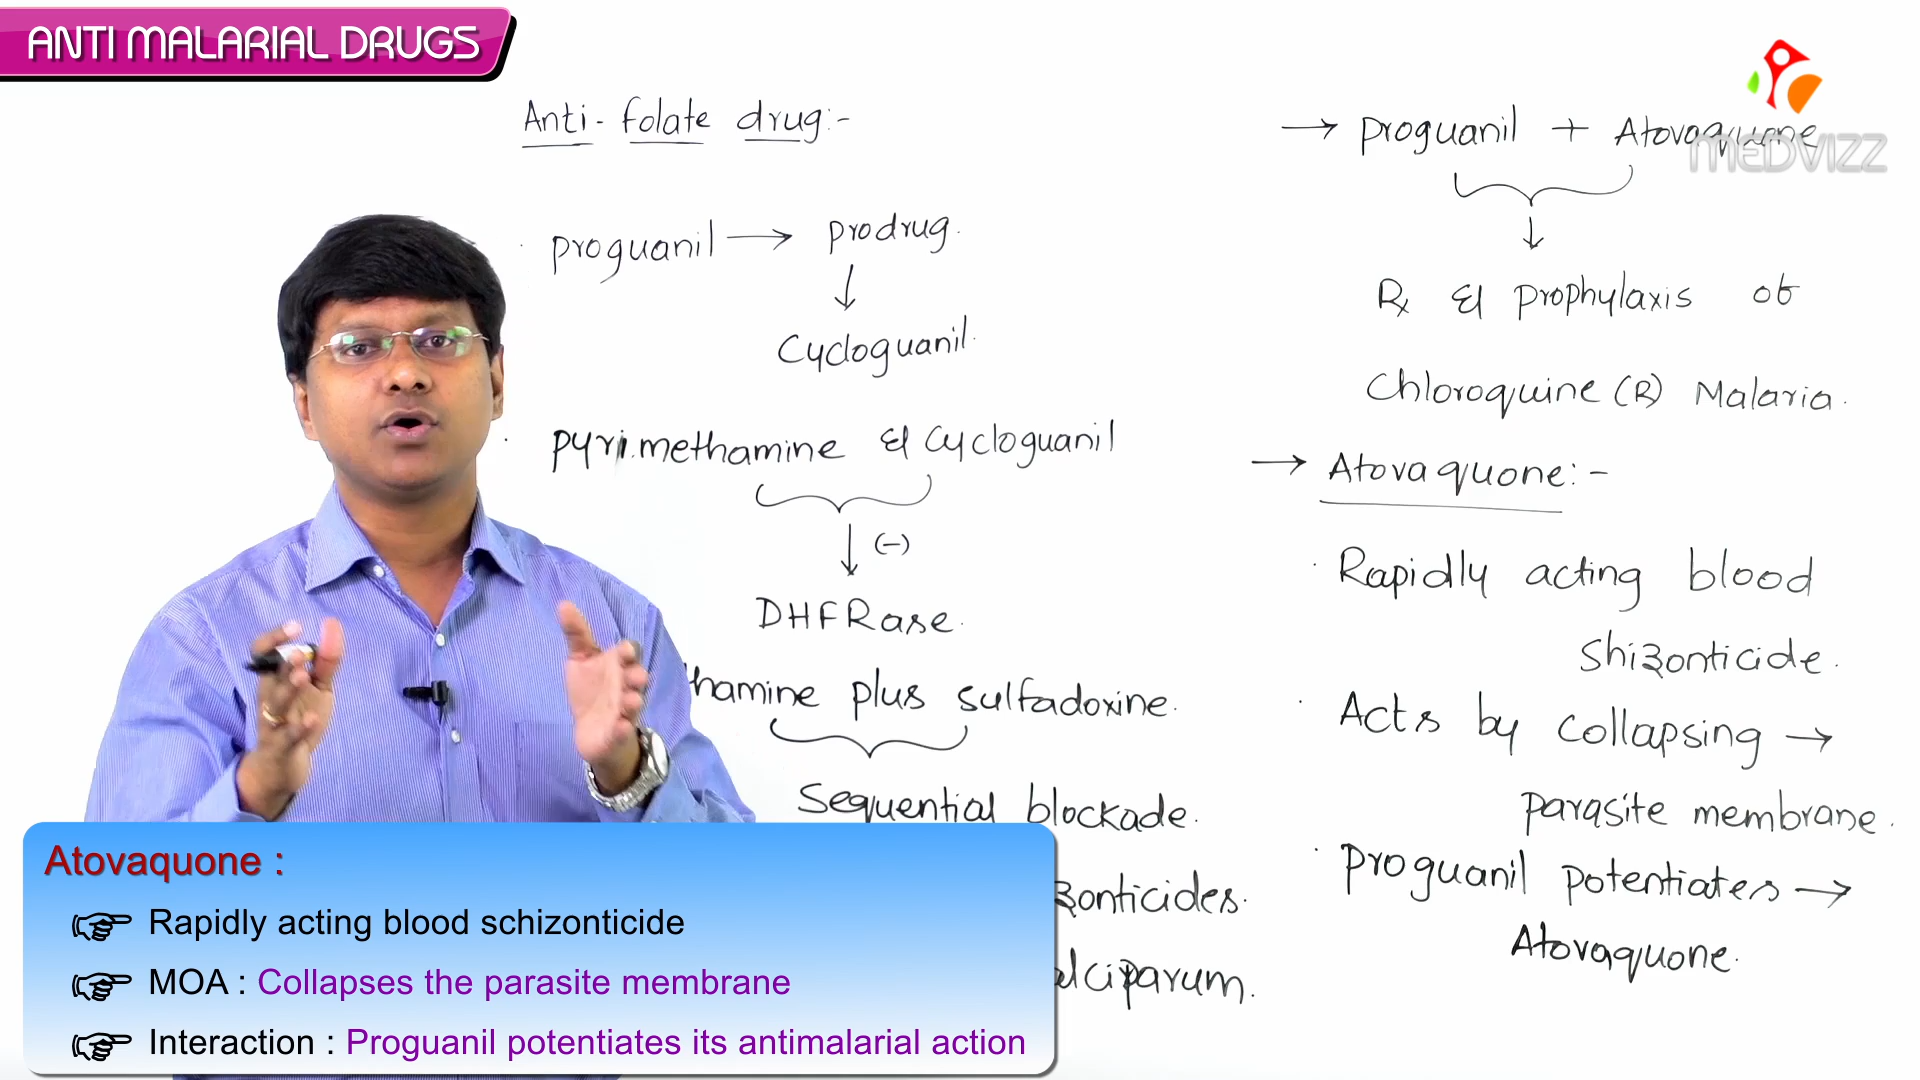 ANTI MALARIAL DRUGS
MEDVIZZ
Anti-folate drug:-
Proguanil → Prodrug.
↓
Cycloguanil.
Pyrimethamine & Cycloguanil
↓ (-)
DHFRase.
thamine plus sulfadoxine.
Sequential blockade.
zonticides.
alciparum.
→ Proguanil + Atovaquone
↓
Rx & Prophylaxis of
Chloroquine (R) Malaria.
→ Atovaquone:-
Rapidly acting blood
Shizonticide.
Acts by collapsing →
Parasite membrane.
Proguanil potentiates →
Atovaquone.
Atovaquone :
Rapidly acting blood schizonticide
MOA : Collapses the parasite membrane
Interaction : Proguanil potentiates its antimalarial action